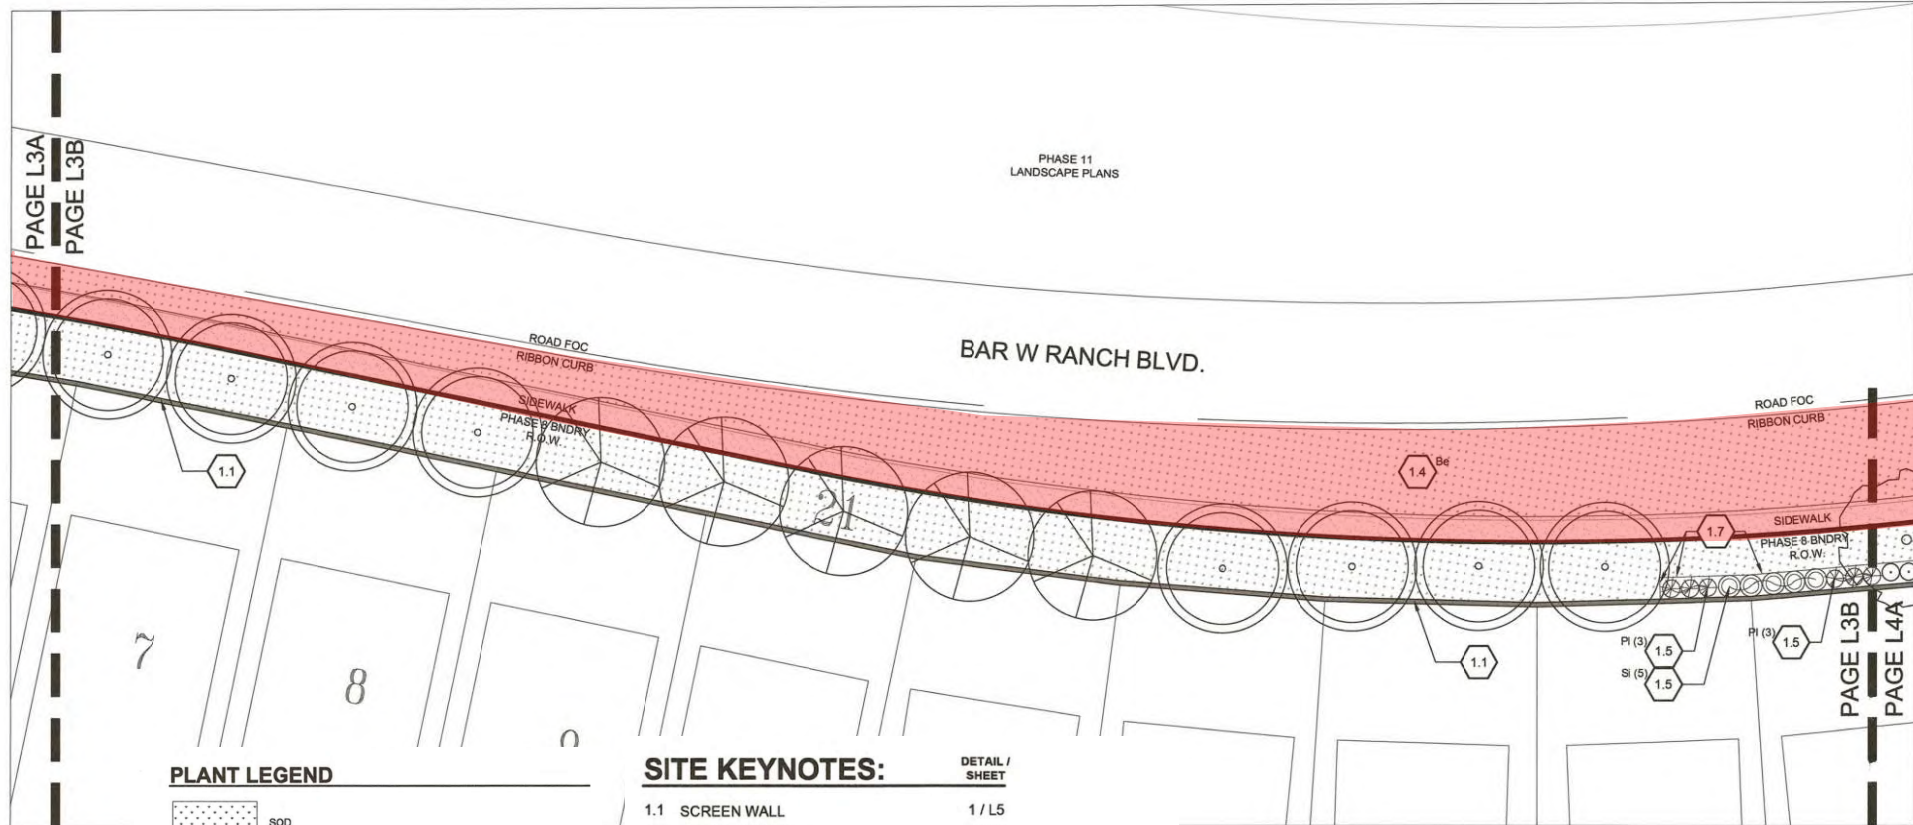 PHASE 11
LANDSCAPE PLANS
PAGE L3A
PAGE L3B
BAR W RANCH BLVD.
ROAD FOC
RIBBON CURB
SIDEWALK
PHASE 8 BNDRY
R.O.W.
ROAD FOC
RIBBON CURB
1.4 Be
1.1
21
1.7
SIDEWALK
PHASE 8 BNDRY
R.O.W.
7
8
9
Pl (3)
1.5
Si (5)
1.5
Pl (3)
1.5
1.1
PAGE L3B
PAGE L4A
PLANT LEGEND
SOD
SITE KEYNOTES:
DETAIL /
SHEET
1.1 SCREEN WALL 1 / L5